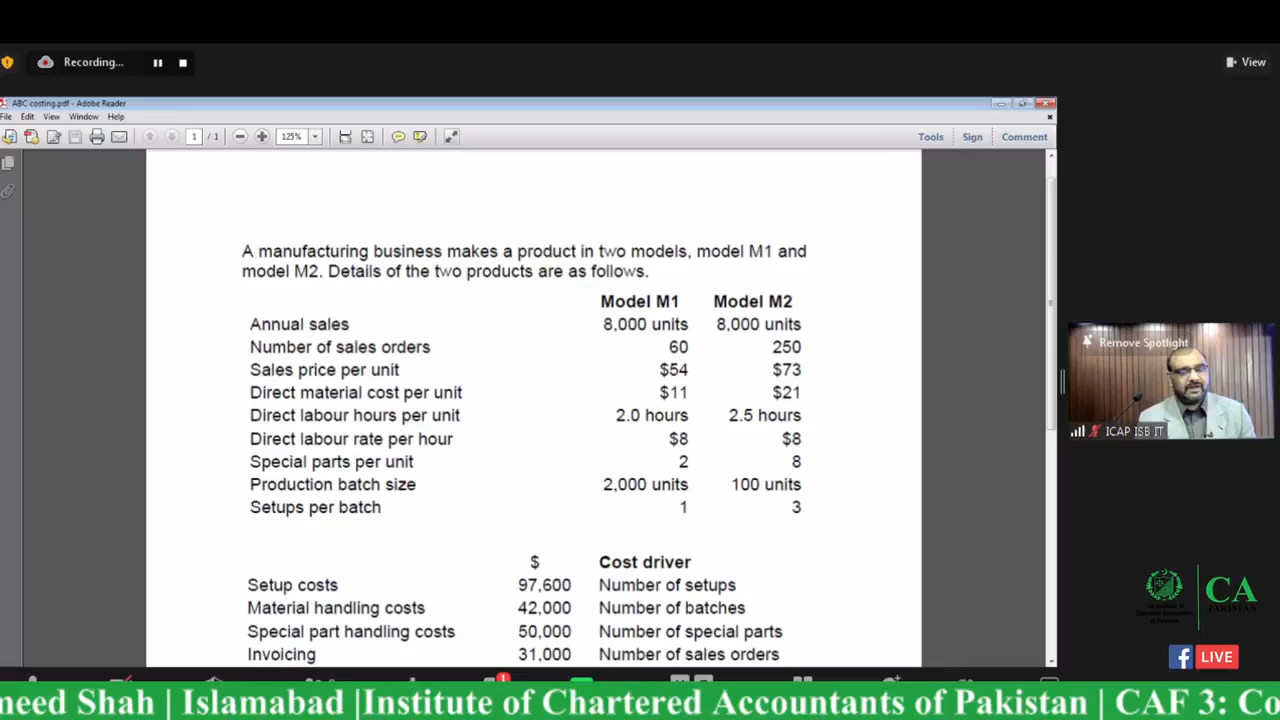 Recording...
View
ABC costing.pdf - Adobe Reader
File Edit View Window Help
1 / 1 125% Tools Sign Comment
A manufacturing business makes a product in two models, model M1 and
model M2. Details of the two products are as follows.
Model M1 Model M2
Annual sales 8,000 units 8,000 units
Number of sales orders 60 250
Sales price per unit $54 $73
Direct material cost per unit $11 $21
Direct labour hours per unit 2.0 hours 2.5 hours
Direct labour rate per hour $8 $8
Special parts per unit 2 8
Production batch size 2,000 units 100 units
Setups per batch 1 3
$ Cost driver
Setup costs 97,600 Number of setups
Material handling costs 42,000 Number of batches
Special part handling costs 50,000 Number of special parts
Invoicing 31,000 Number of sales orders
Remove Spotlight
ICAP ISB IT
CA
PAKISTAN
LIVE
1
meed Shah | Islamabad |Institute of Chartered Accountants of Pakistan | CAF 3: Co